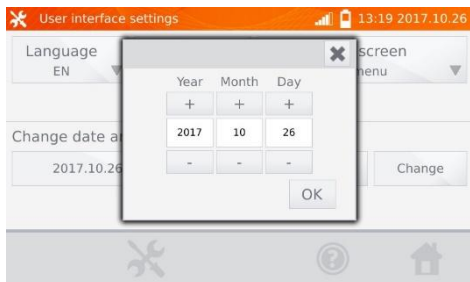 User interface settings
13:19 2017.10.26
Language
EN
screen
menu
Year Month Day
+ + +
2017 10 26
- - -
OK
Change date a
2017.10.26
Change